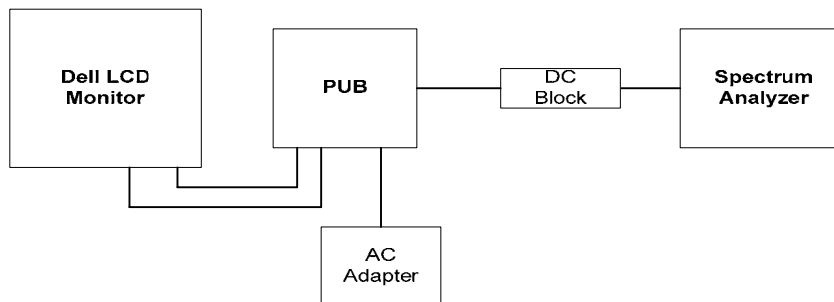 Dell LCD
Monitor
PUB
DC
Block
Spectrum
Analyzer
AC
Adapter